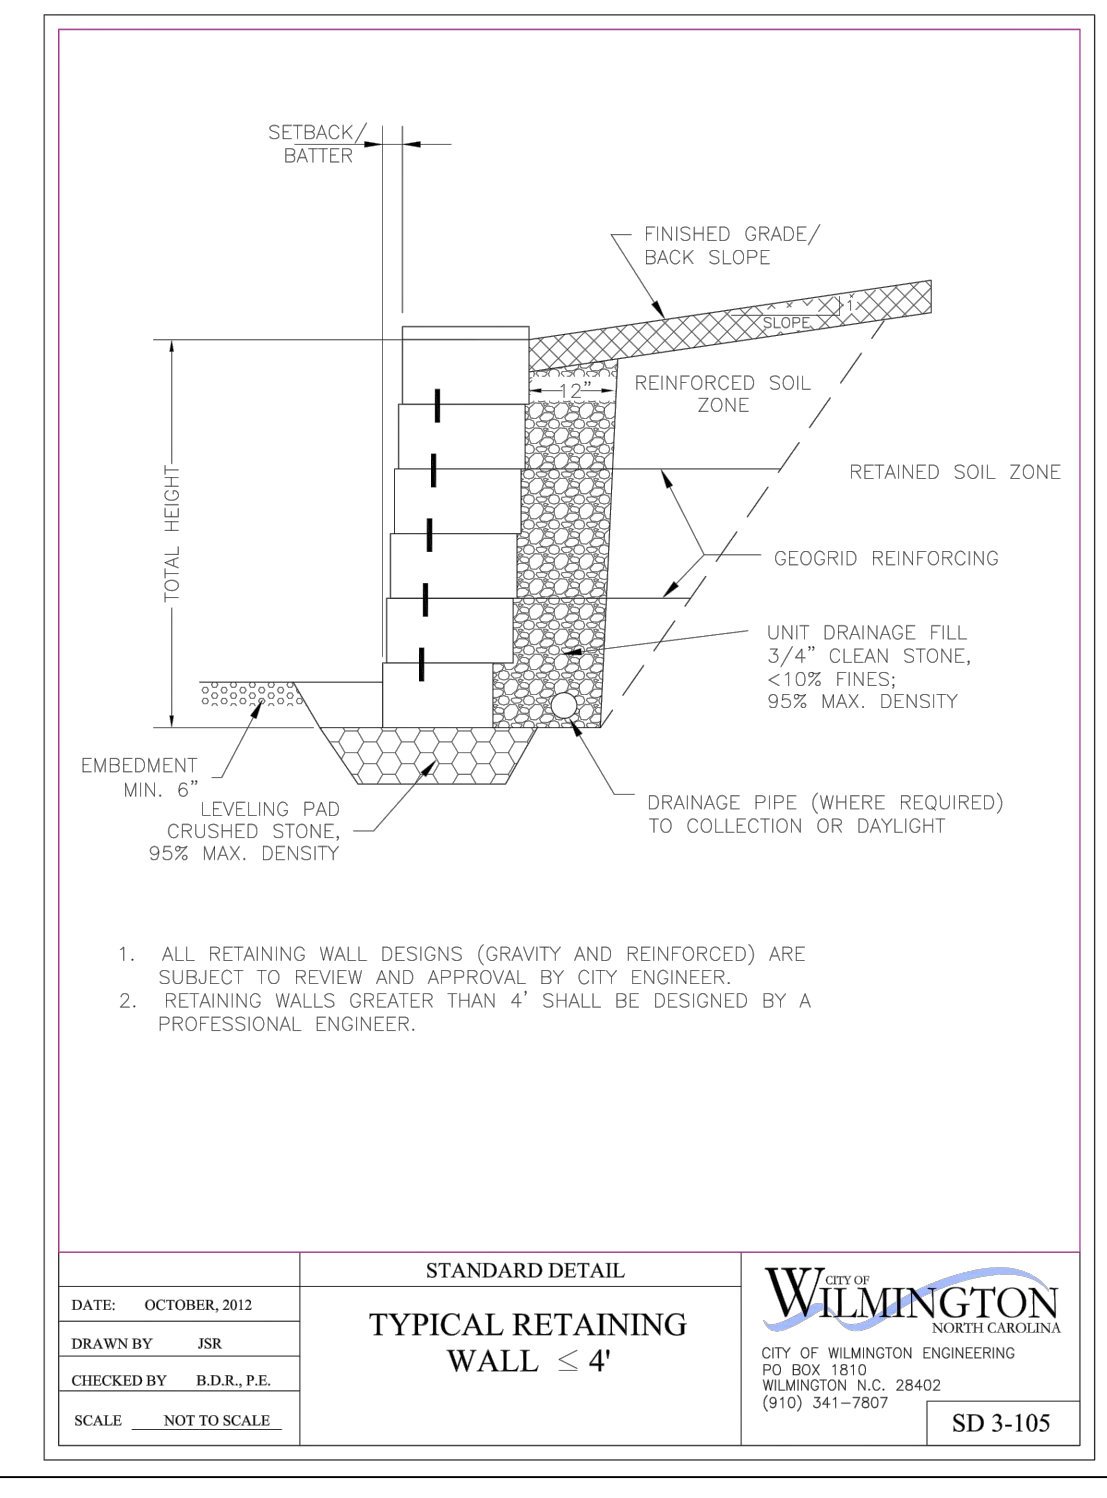 SETBACK/
BATTER
FINISHED GRADE/
BACK SLOPE
1
SLOPE
12"
REINFORCED SOIL
ZONE
RETAINED SOIL ZONE
TOTAL HEIGHT
GEOGRID REINFORCING
UNIT DRAINAGE FILL
3/4" CLEAN STONE,
<10% FINES;
95% MAX. DENSITY
EMBEDMENT
MIN. 6"
LEVELING PAD
CRUSHED STONE,
95% MAX. DENSITY
DRAINAGE PIPE (WHERE REQUIRED)
TO COLLECTION OR DAYLIGHT
1. ALL RETAINING WALL DESIGNS (GRAVITY AND REINFORCED) ARE
SUBJECT TO REVIEW AND APPROVAL BY CITY ENGINEER.
2. RETAINING WALLS GREATER THAN 4' SHALL BE DESIGNED BY A
PROFESSIONAL ENGINEER.
DATE: OCTOBER, 2012
DRAWN BY JSR
CHECKED BY B.D.R., P.E.
SCALE NOT TO SCALE
STANDARD DETAIL
TYPICAL RETAINING
WALL ≤ 4'
CITY OF
WILMINGTON
NORTH CAROLINA
CITY OF WILMINGTON ENGINEERING
PO BOX 1810
WILMINGTON N.C. 28402
(910) 341-7807
SD 3-105